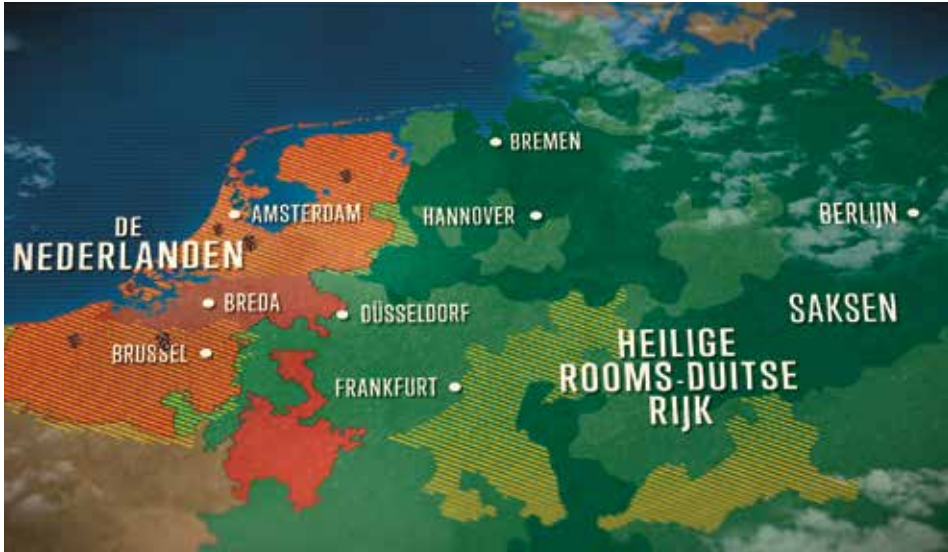 BREMEN
AMSTERDAM
HANNOVER
BERLIJN
DE
NEDERLANDEN
BREDA
DÜSSELDORF
SAKSEN
BRUSSEL
HEILIGE
ROOMS-DUITSE
RIJK
FRANKFURT